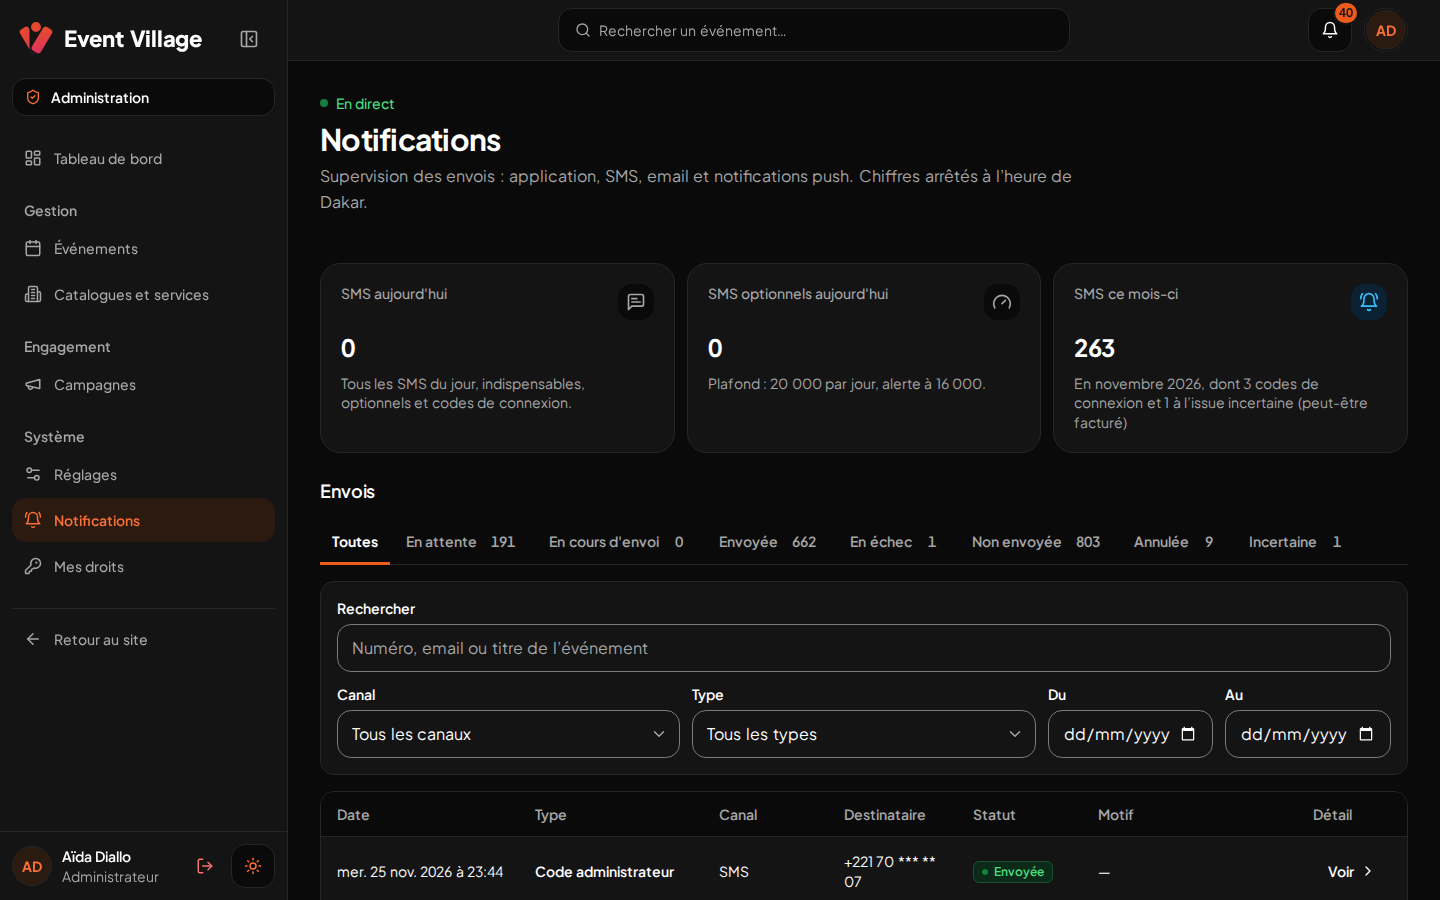 Event Village
Administration
Tableau de bord
Gestion
Événements
Catalogues et services
Engagement
Campagnes
Système
Réglages
Notifications
Mes droits
Retour au site
AD
Aïda Diallo
Administrateur
Rechercher un événement…
40
AD
En direct
Notifications
Supervision des envois : application, SMS, email et notifications push. Chiffres arrêtés à l’heure de
Dakar.
SMS aujourd'hui
0
Tous les SMS du jour, indispensables,
optionnels et codes de connexion.
SMS optionnels aujourd'hui
0
Plafond : 20 000 par jour, alerte à 16 000.
SMS ce mois-ci
263
En novembre 2026, dont 3 codes de
connexion et 1 à l’issue incertaine (peut-être
facturé)
Envois
Toutes En attente 191 En cours d'envoi 0 Envoyée 662 En échec 1 Non envoyée 803 Annulée 9 Incertaine 1
Rechercher
Numéro, email ou titre de l’événement
Canal Type Du Au
Tous les canaux Tous les types dd/mm/yyyy dd/mm/yyyy
Date Type Canal Destinataire Statut Motif Détail
mer. 25 nov. 2026 à 23:44 Code administrateur SMS +221 70 *** ** 07 Envoyée — Voir